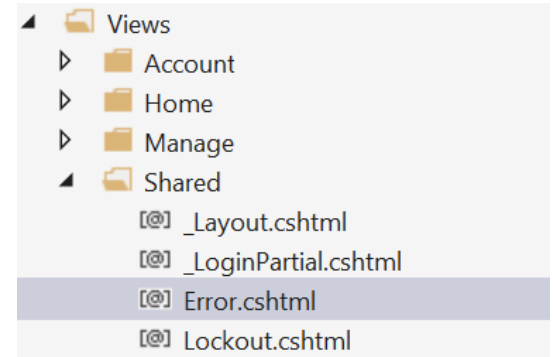 Views
Account
Home
Manage
Shared
[@] _Layout.cshtml
[@] _LoginPartial.cshtml
[@] Error.cshtml
[@] Lockout.cshtml